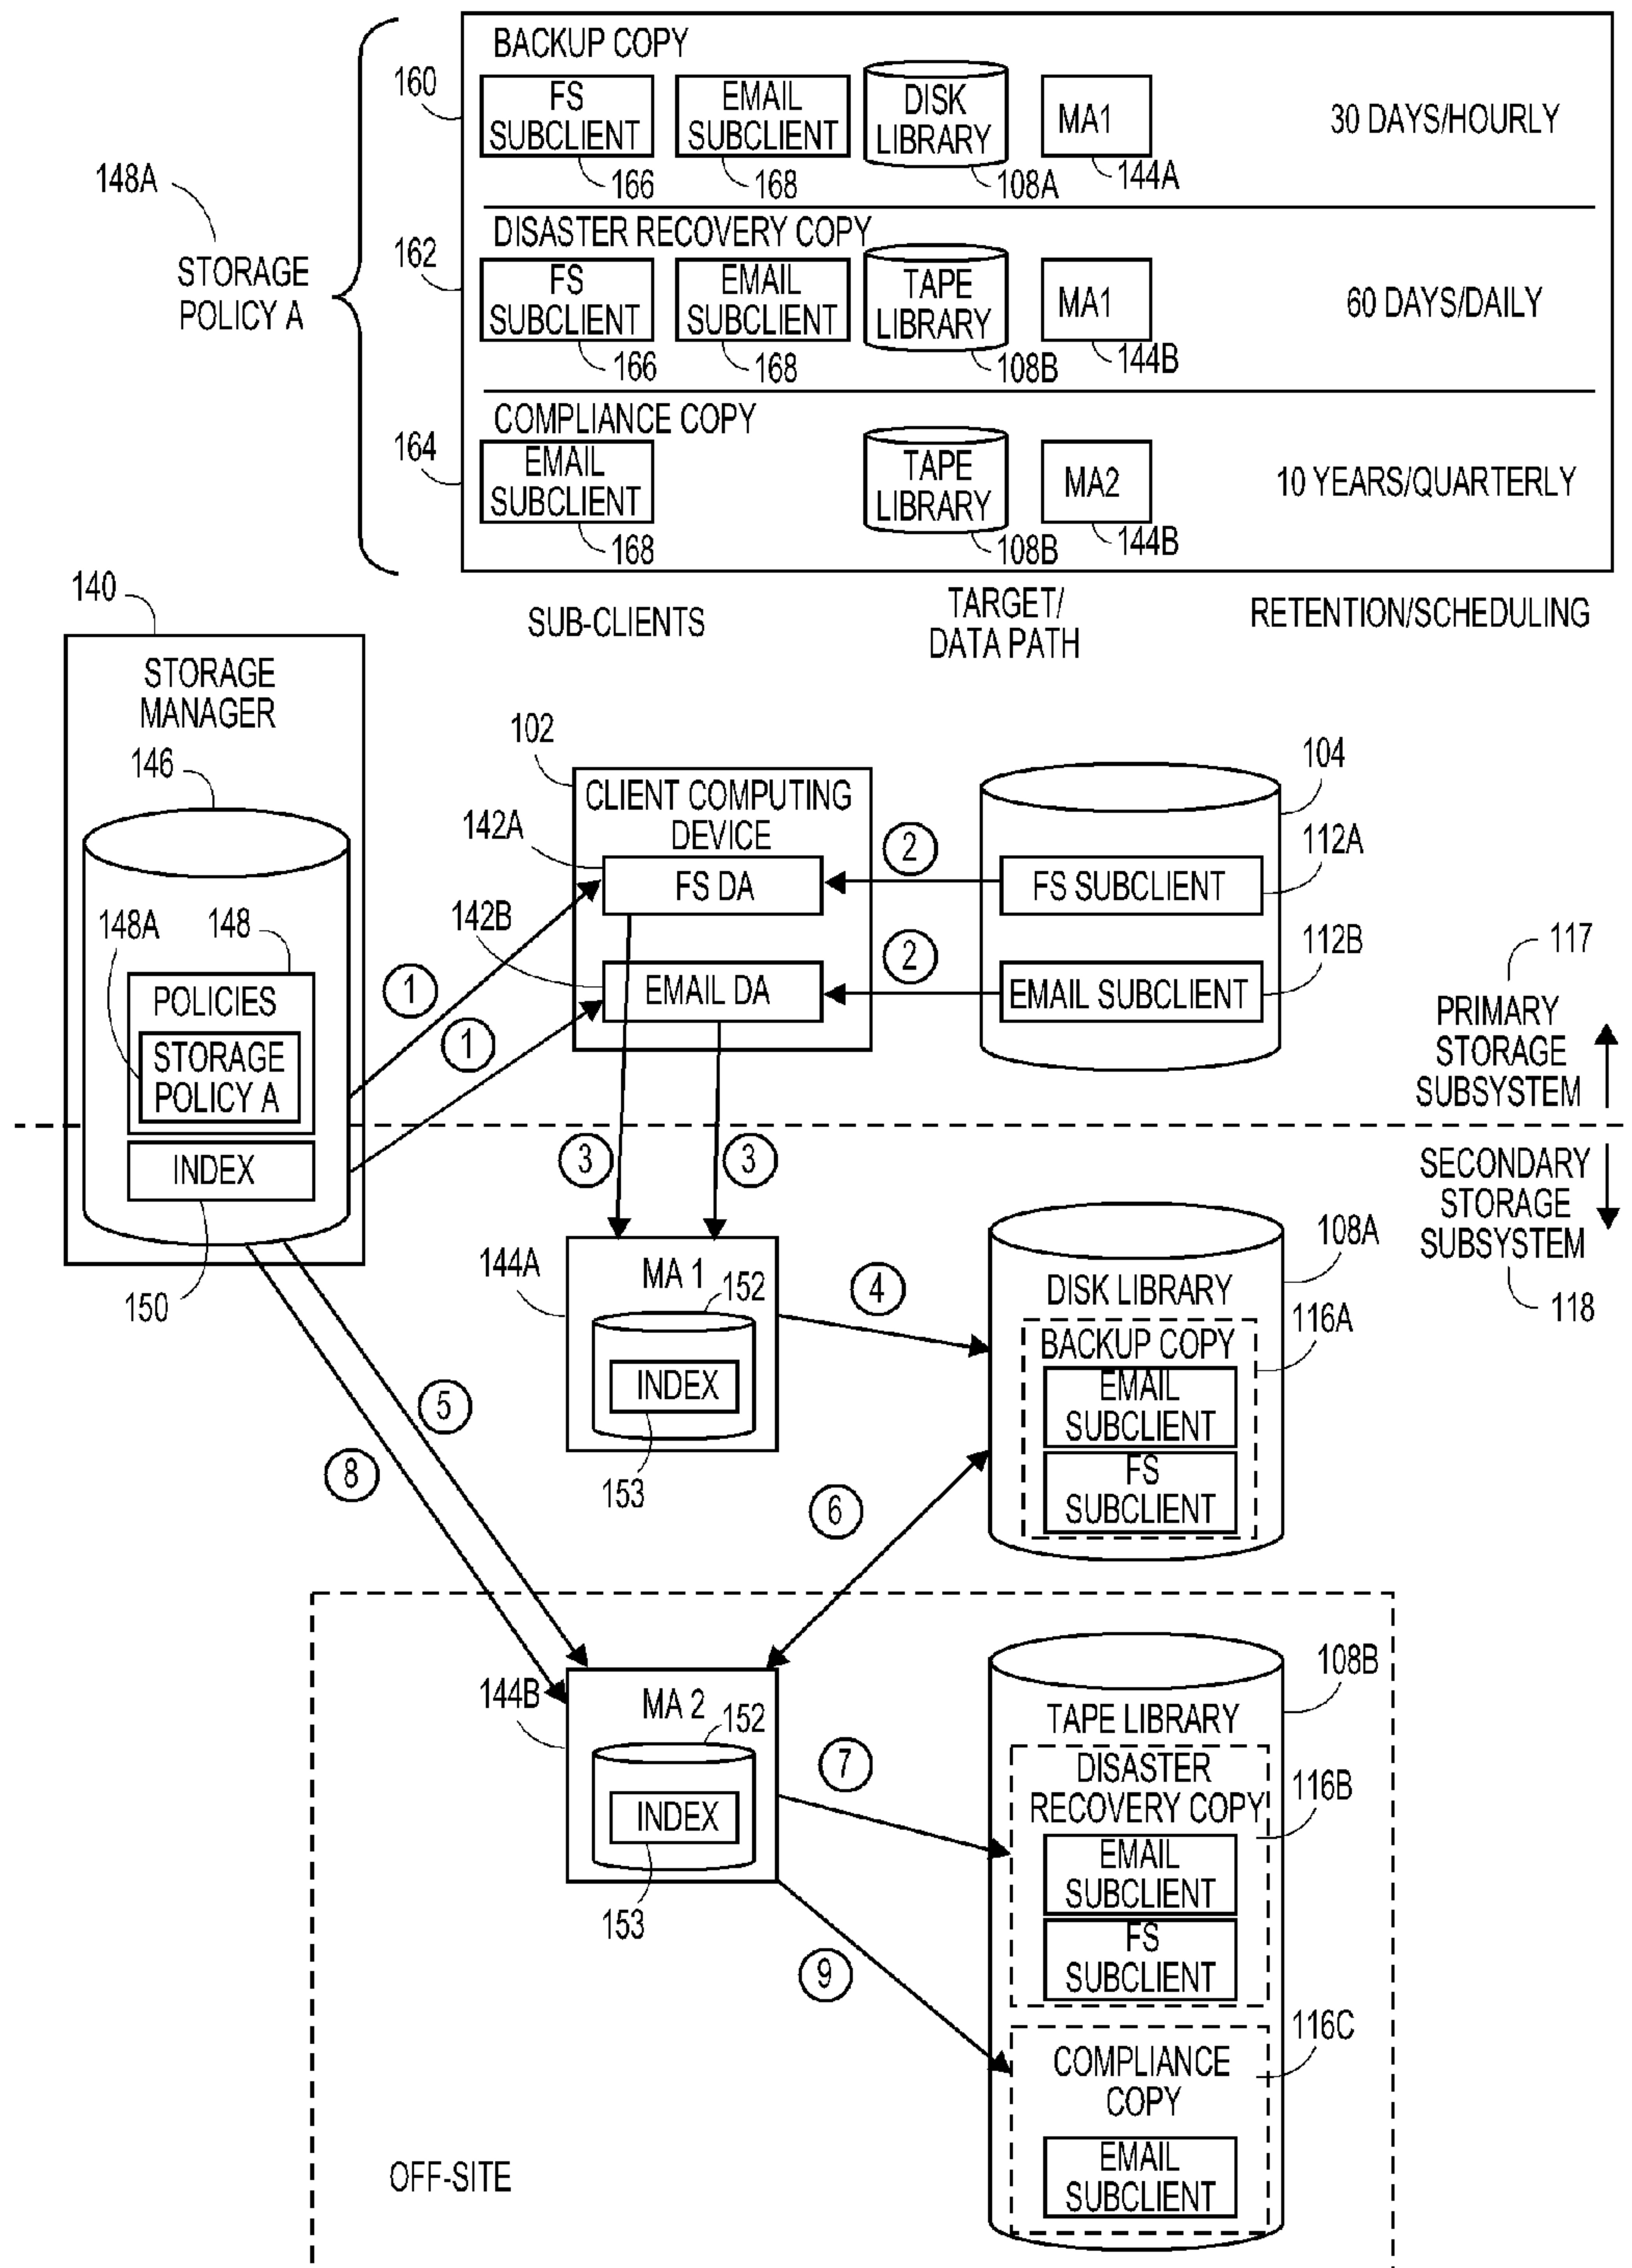 BACKUP COPY
160
FS
SUBCLIENT
166
EMAIL
SUBCLIENT
168
DISK
LIBRARY
108A
MA1
144A
30 DAYS/HOURLY
148A
STORAGE
POLICY A
DISASTER RECOVERY COPY
162
FS
SUBCLIENT
166
EMAIL
SUBCLIENT
168
TAPE
LIBRARY
108B
MA1
144B
60 DAYS/DAILY
COMPLIANCE COPY
164
EMAIL
SUBCLIENT
168
TAPE
LIBRARY
108B
MA2
144B
10 YEARS/QUARTERLY
SUB-CLIENTS
TARGET/
DATA PATH
RETENTION/SCHEDULING
140
STORAGE
MANAGER
146
148A
148
POLICIES
STORAGE
POLICY A
INDEX
150
1
1
102
CLIENT COMPUTING
DEVICE
142A
FS DA
142B
EMAIL DA
2
2
104
FS SUBCLIENT
112A
EMAIL SUBCLIENT
112B
117
PRIMARY
STORAGE
SUBSYSTEM
SECONDARY
STORAGE
SUBSYSTEM
118
3
3
144A
MA 1
152
INDEX
153
4
108A
DISK LIBRARY
116A
BACKUP COPY
EMAIL
SUBCLIENT
FS
SUBCLIENT
5
8
6
144B
MA 2
152
INDEX
153
7
9
108B
TAPE LIBRARY
DISASTER
RECOVERY COPY
116B
EMAIL
SUBCLIENT
FS
SUBCLIENT
116C
COMPLIANCE
COPY
EMAIL
SUBCLIENT
OFF-SITE